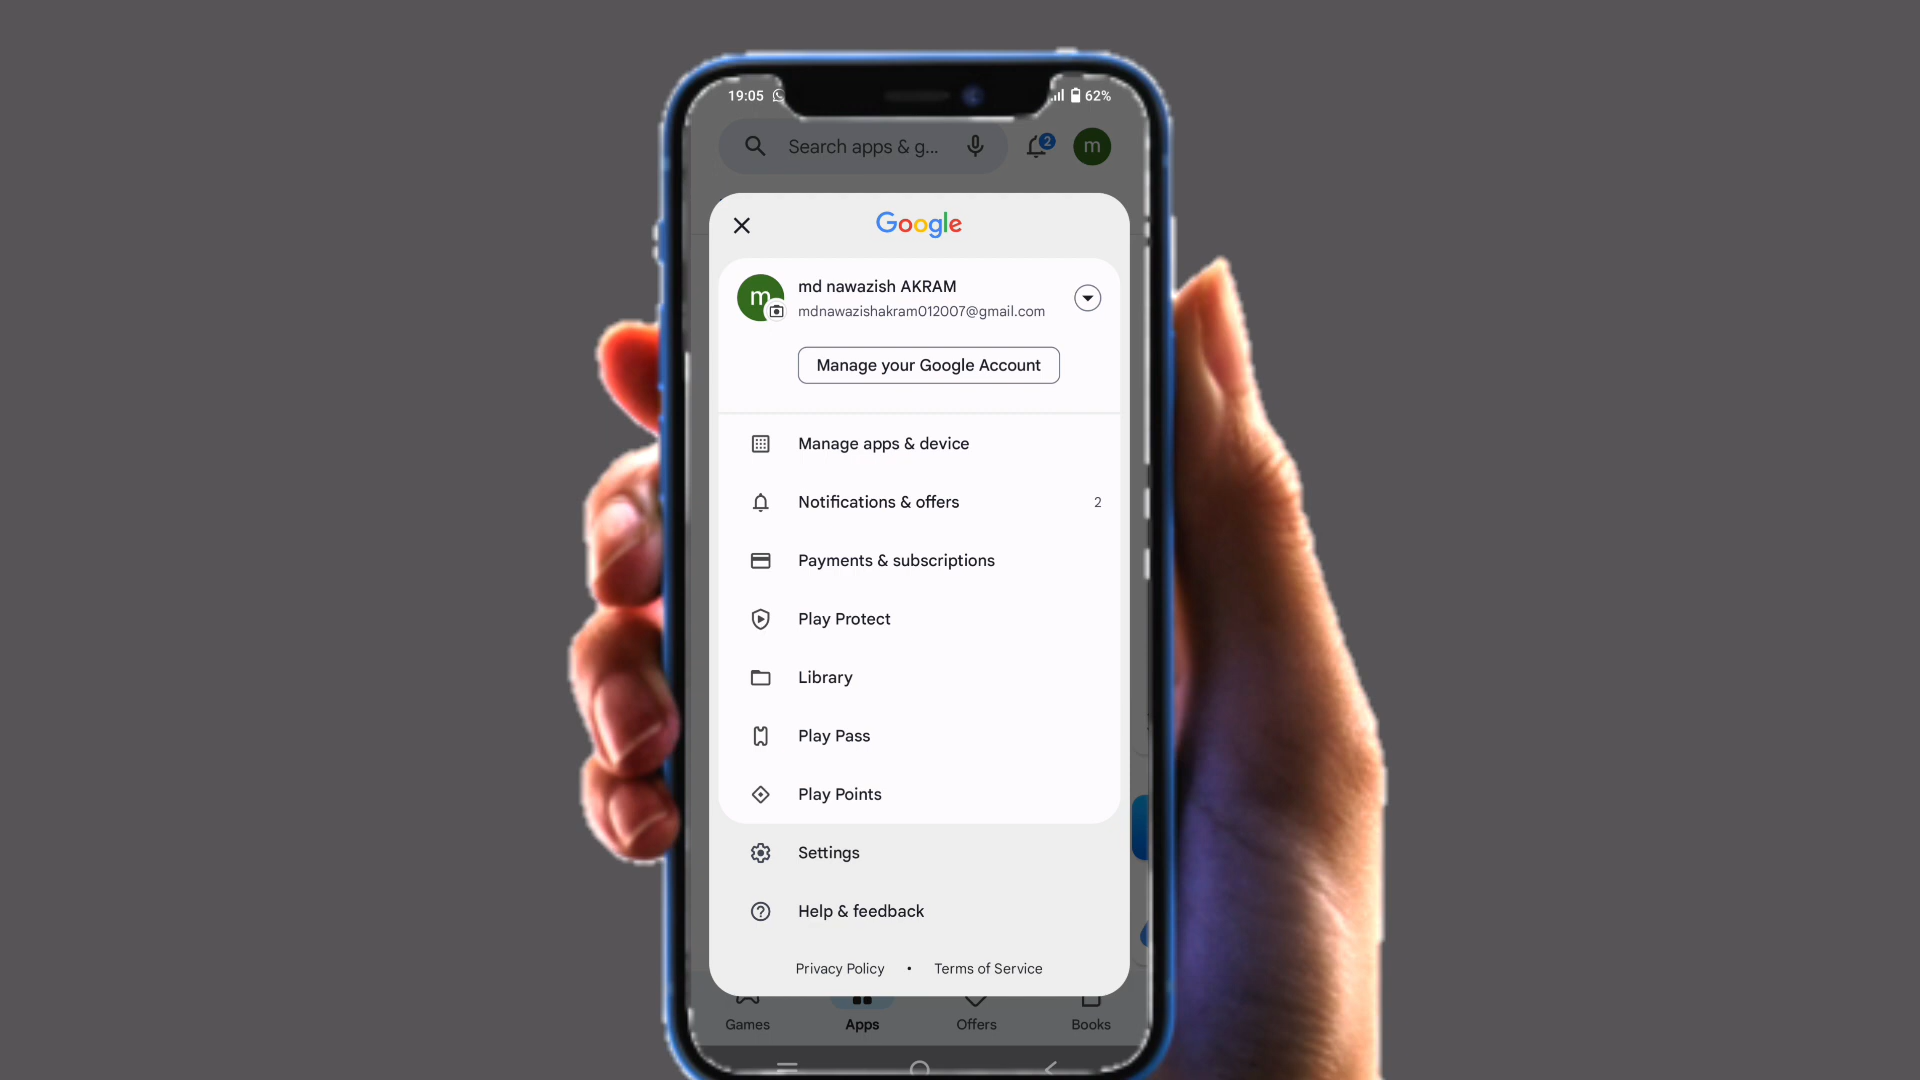 19:05 62%
Search apps & g... 2 m
Google
m md nawazish AKRAM
mdnawazishakram012007@gmail.com
Manage your Google Account
Manage apps & device
Notifications & offers 2
Payments & subscriptions
Play Protect
Library
Play Pass
Play Points
Settings
Help & feedback
Privacy Policy • Terms of Service
Games Apps Offers Books